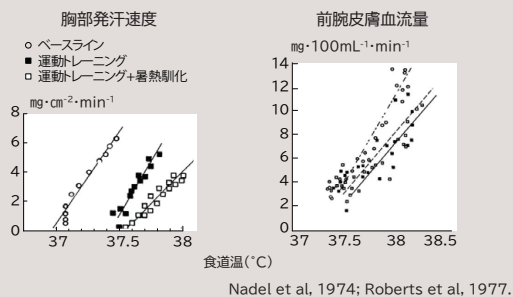 胸部発汗速度
前腕皮膚血流量
○ ベースライン
■ 運動トレーニング
□ 運動トレーニング+暑熱馴化
mg・cm⁻²・min⁻¹
8
6
4
2
0
37
37.5
38
mg・100mL⁻¹・min⁻¹
14
12
10
8
6
4
2
0
37
37.5
38
38.5
食道温(℃)
Nadel et al, 1974; Roberts et al, 1977.